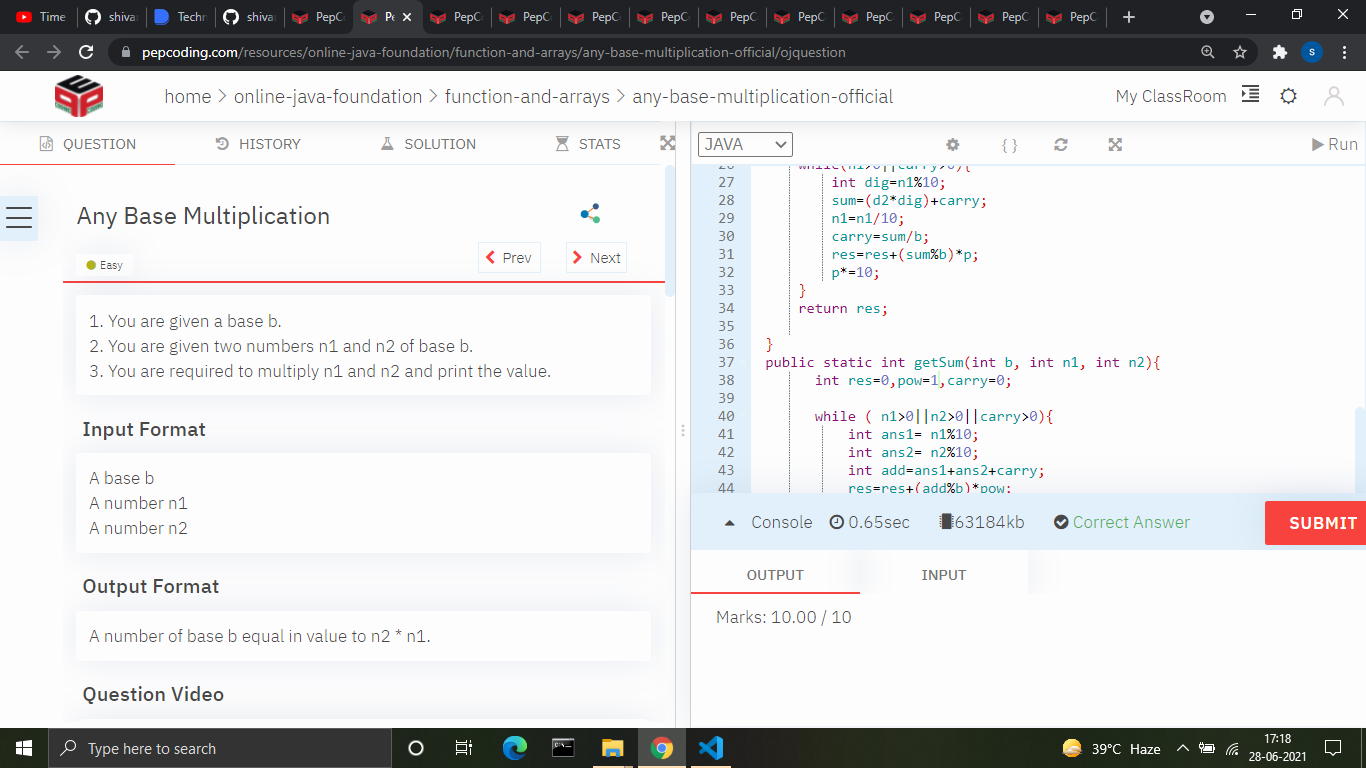 Time
shiva
Techn
shiva
PepC
Pe
PepC
PepC
PepC
PepC
PepC
PepC
PepC
PepC
PepC
PepC
pepcoding.com/resources/online-java-foundation/function-and-arrays/any-base-multiplication-official/ojquestion
S
home > online-java-foundation > function-and-arrays > any-base-multiplication-official
My ClassRoom
QUESTION HISTORY SOLUTION STATS
JAVA
{ }
Run
Any Base Multiplication
Easy
Prev Next
1. You are given a base b.
2. You are given two numbers n1 and n2 of base b.
3. You are required to multiply n1 and n2 and print the value.
Input Format
A base b
A number n1
A number n2
Output Format
A number of base b equal in value to n2 * n1.
Question Video
26 while(n1>0||carry>0){
27 int dig=n1%10;
28 sum=(d2*dig)+carry;
29 n1=n1/10;
30 carry=sum/b;
31 res=res+(sum%b)*p;
32 p*=10;
33 }
34 return res;
35
36 }
37 public static int getSum(int b, int n1, int n2){
38 int res=0,pow=1,carry=0;
39
40 while ( n1>0||n2>0||carry>0){
41 int ans1= n1%10;
42 int ans2= n2%10;
43 int add=ans1+ans2+carry;
44 res=res+(add%b)*pow;
Console 0.65sec 63184kb Correct Answer
SUBMIT
OUTPUT INPUT
Marks: 10.00 / 10
Type here to search
39°C Haze
17:18
28-06-2021